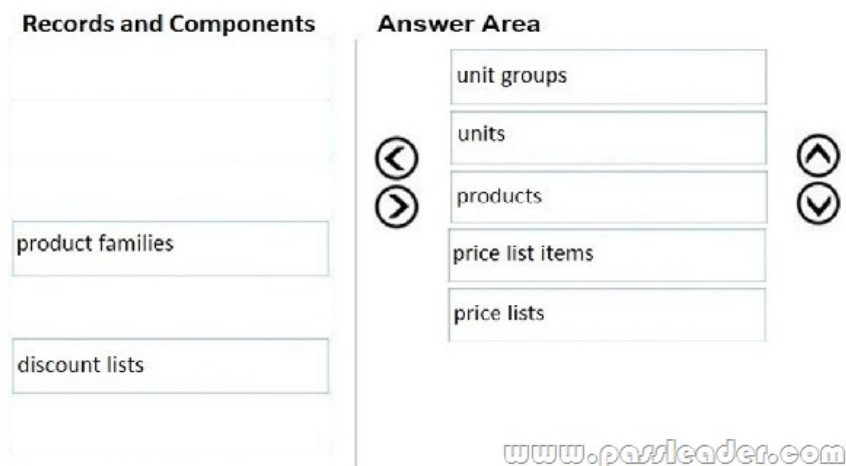 Records and Components
Answer Area
product families
discount lists
unit groups
units
products
price list items
price lists
www.passleader.com